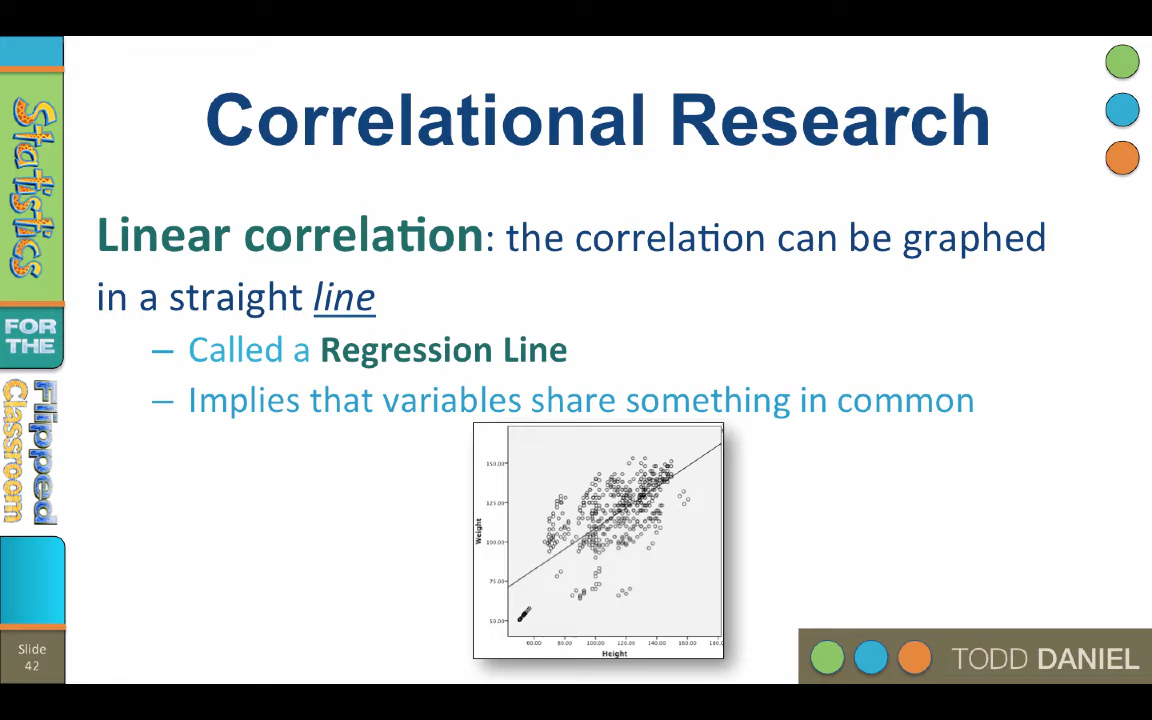 Correlational Research
Linear correlation: the correlation can be graphed
in a straight line
– Called a Regression Line
– Implies that variables share something in common
Statistics
FOR
THE
Flipped
Classroom
Weight
150.00
125.00
100.00
75.00
50.00
60.00 80.00 100.00 120.00 140.00 160.00 180.
Height
Slide
42
TODD DANIEL